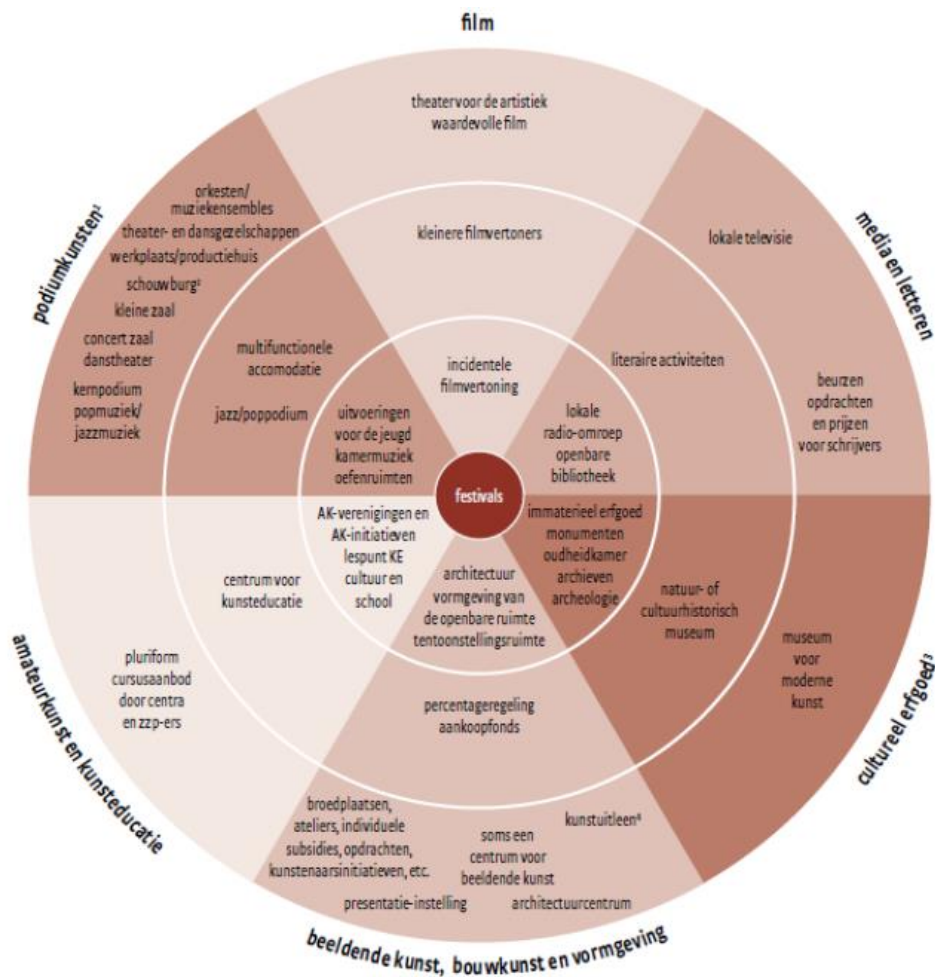 film
theater voor de artistiek
waardevolle film
kleinere filmvertoners
incidentele
filmvertoning
media en letteren
lokale televisie
beurzen
opdrachten
en prijzen
voor schrijvers
literaire activiteiten
lokale
radio-omroep
openbare
bibliotheek
cultureel erfgoed³
museum
voor
moderne
kunst
natuur- of
cultuurhistorisch
museum
immaterieel erfgoed
monumenten
oudheidkamer
archieven
archeologie
beeldende kunst, bouwkunst en vormgeving
architectuur
vormgeving van
de openbare ruimte
tentoonstellingsruimte
percentageregeling
aankoopfonds
broedplaatsen,
ateliers, individuele
subsidies, opdrachten,
kunstenaarsinitiatieven, etc.
soms een
centrum voor
beeldende kunst
kunstuitleen⁴
presentatie-instelling
architectuurcentrum
amateurkunst en kunsteducatie
pluriform
cursusaanbod
door centra
en zzp-ers
centrum voor
kunsteducatie
AK-verenigingen en
AK-initiatieven
lespunt KE
cultuur en
school
podiumkunsten¹
orkesten/
muziekensembles
theater- en dansgezelschappen
werkplaats/productiehuis
schouwburg²
kleine zaal
concert zaal
danstheater
kernpodium
popmuziek/
jazzmuziek
multifunctionele
accomodatie
jazz/poppodium
uitvoeringen
voor de jeugd
kamermuziek
oefenruimten
festivals